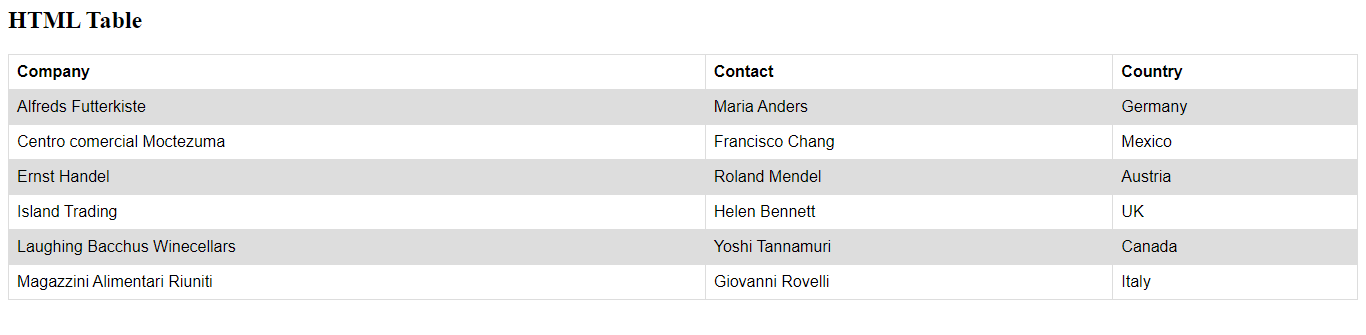 HTML Table
Company Contact Country
Alfreds Futterkiste Maria Anders Germany
Centro comercial Moctezuma Francisco Chang Mexico
Ernst Handel Roland Mendel Austria
Island Trading Helen Bennett UK
Laughing Bacchus Winecellars Yoshi Tannamuri Canada
Magazzini Alimentari Riuniti Giovanni Rovelli Italy